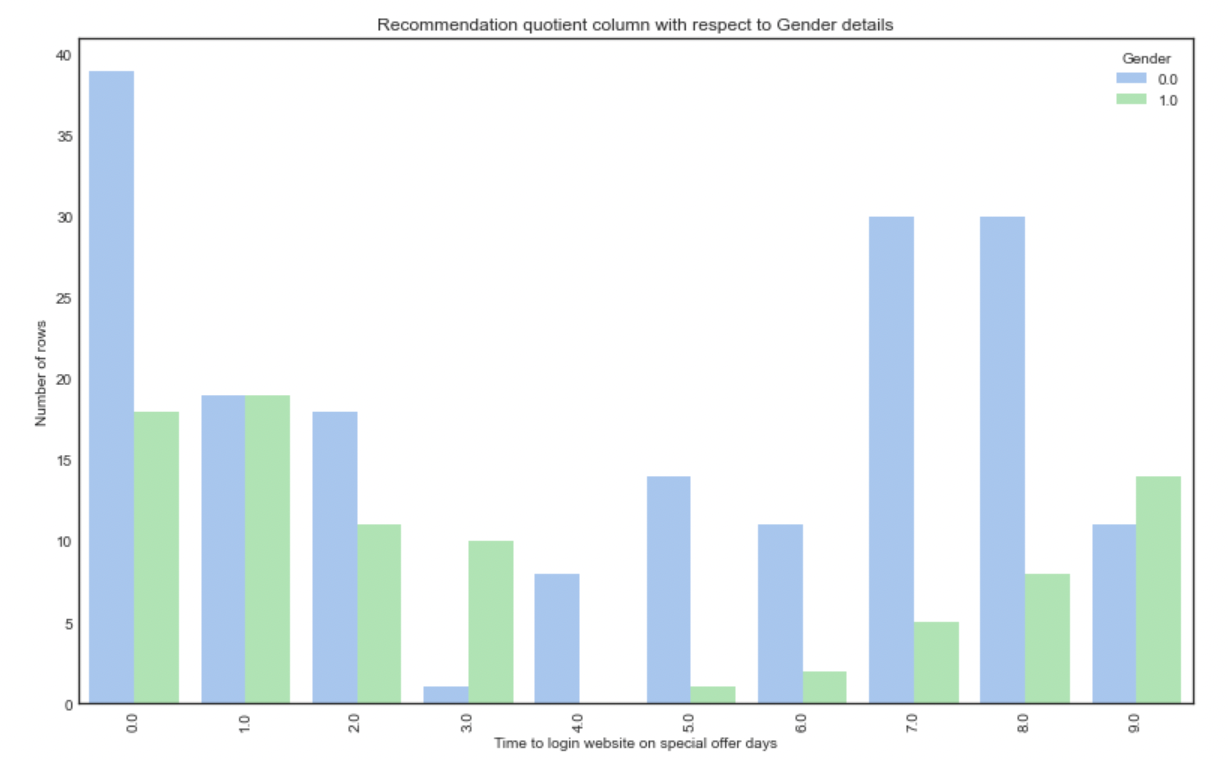 Recommendation quotient column with respect to Gender details
Gender
0.0
1.0
40
35
30
25
20
15
10
5
0
Number of rows
0.0 1.0 2.0 3.0 4.0 5.0 6.0 7.0 8.0 9.0
Time to login website on special offer days